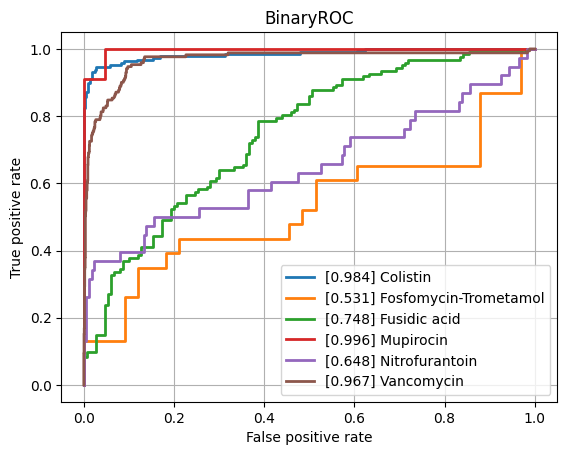 BinaryROC
True positive rate
1.0
0.8
0.6
0.4
0.2
0.0
[0.984] Colistin
[0.531] Fosfomycin-Trometamol
[0.748] Fusidic acid
[0.996] Mupirocin
[0.648] Nitrofurantoin
[0.967] Vancomycin
0.0 0.2 0.4 0.6 0.8 1.0
False positive rate